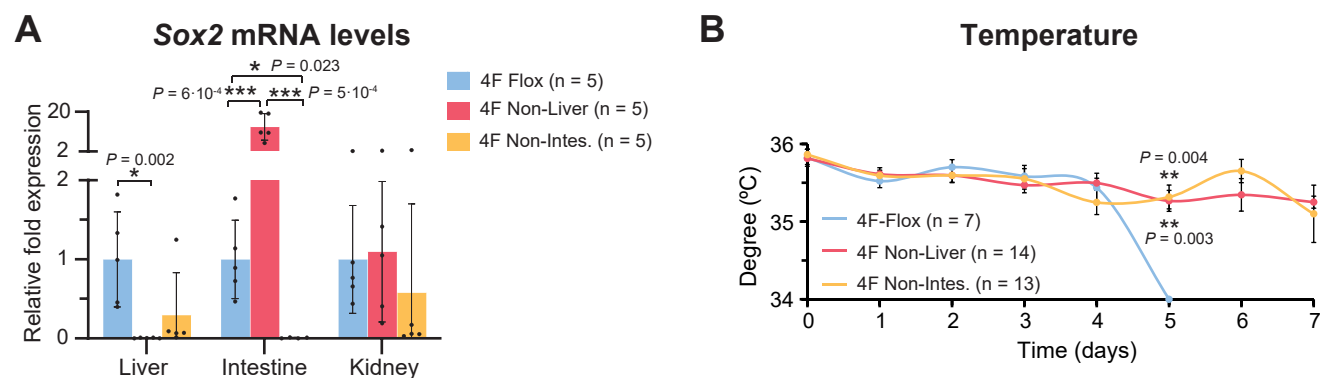 A
Sox2 mRNA levels
* P = 0.023
P = 6·10-4 *** *** P = 5·10-4
P = 0.002
*
Relative fold expression
20
2
2
1
0
Liver Intestine Kidney
4F Flox (n = 5)
4F Non-Liver (n = 5)
4F Non-Intes. (n = 5)
B
Temperature
Degree (ºC)
36
35
34
P = 0.004
**
**
P = 0.003
4F-Flox (n = 7)
4F Non-Liver (n = 14)
4F Non-Intes. (n = 13)
0 1 2 3 4 5 6 7
Time (days)